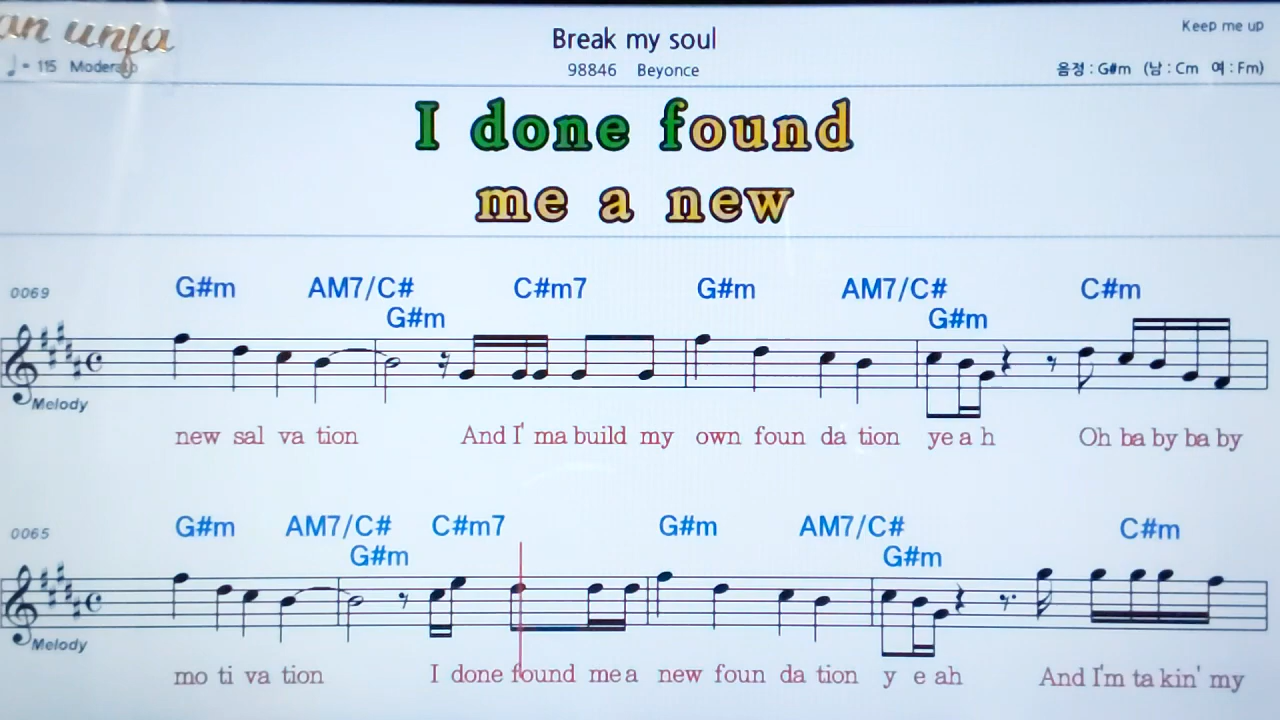 an unfa
Break my soul
Keep me up
♩= 115 Moderato
98846 Beyonce
음정 : G#m (남 : Cm 여 : Fm)
I done found
me a new
0069
G#m AM7/C# C#m7 G#m AM7/C# C#m
G#m G#m
Melody
new sal va tion And I' ma build my own foun da tion ye a h Oh ba by ba by
0065
G#m AM7/C# C#m7 G#m AM7/C# C#m
G#m G#m
Melody
mo ti va tion I done found me a new foun da tion y e ah And I'm ta kin' my